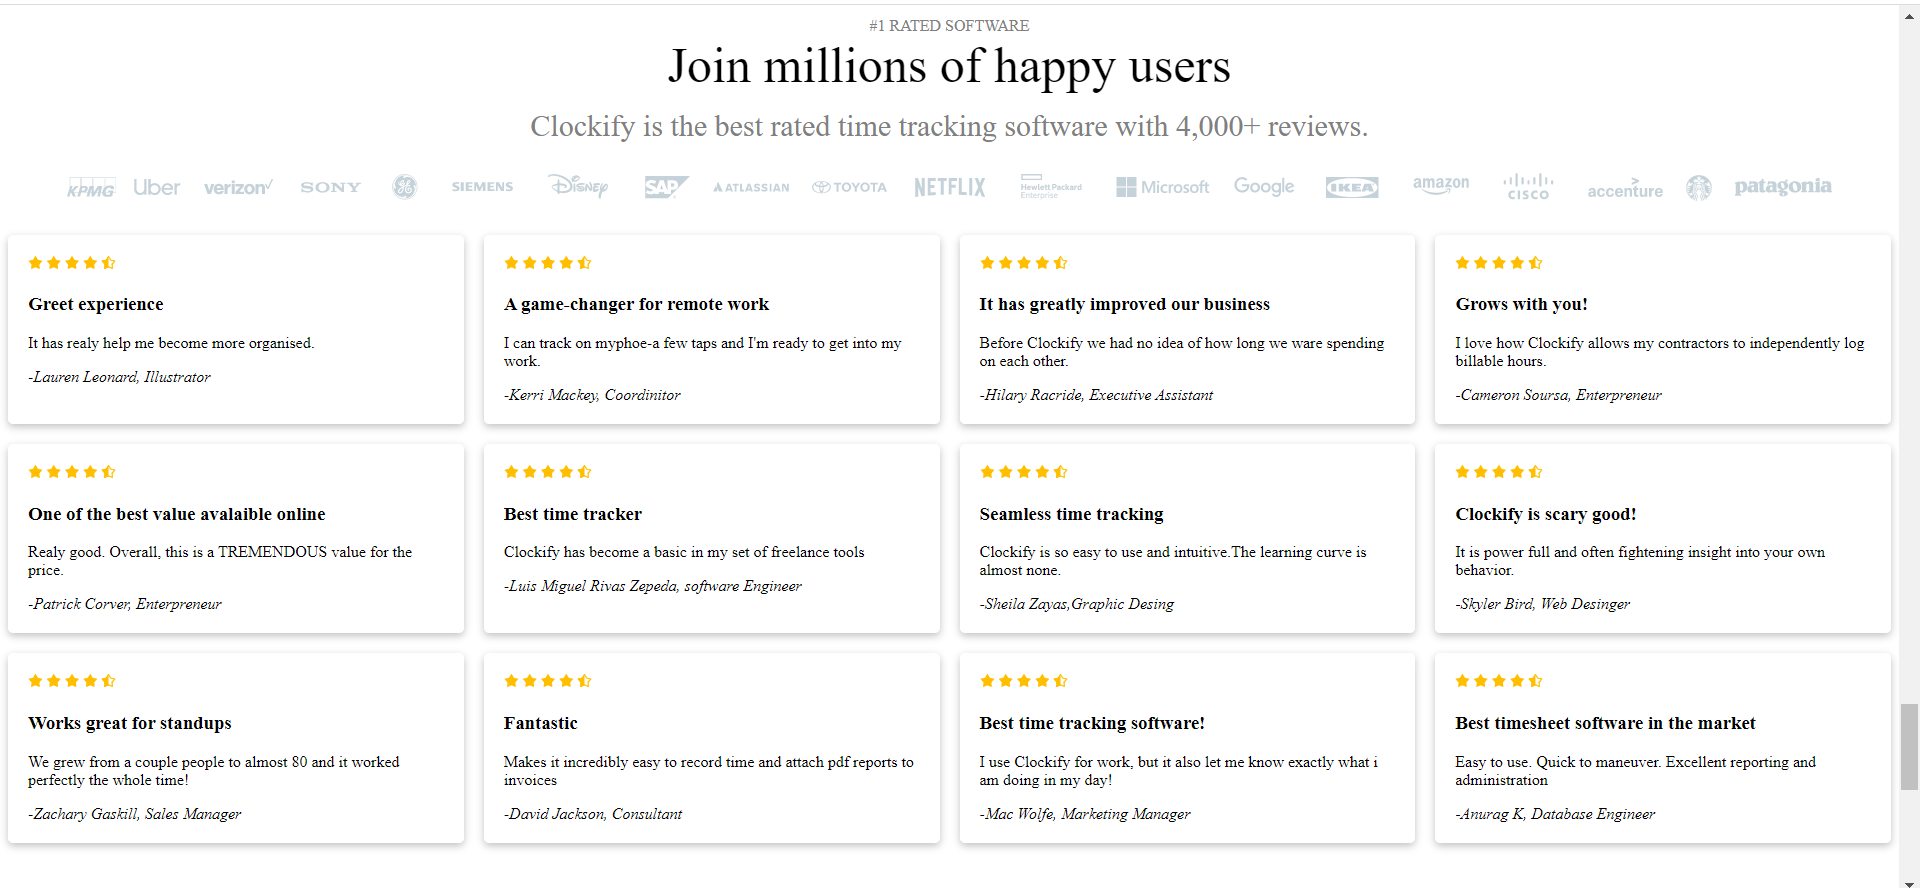 #1 RATED SOFTWARE
Join millions of happy users
Clockify is the best rated time tracking software with 4,000+ reviews.
KPMG Uber verizon SONY GE SIEMENS Disney SAP ATLASSIAN TOYOTA NETFLIX Hewlett Packard Enterprise Microsoft Google IKEA amazon CISCO accenture patagonia
Greet experience
It has realy help me become more organised.
-Lauren Leonard, Illustrator
A game-changer for remote work
I can track on myphoe-a few taps and I'm ready to get into my
work.
-Kerri Mackey, Coordinitor
It has greatly improved our business
Before Clockify we had no idea of how long we ware spending
on each other.
-Hilary Racride, Executive Assistant
Grows with you!
I love how Clockify allows my contractors to independently log
billable hours.
-Cameron Soursa, Enterpreneur
One of the best value avalaible online
Realy good. Overall, this is a TREMENDOUS value for the
price.
-Patrick Corver, Enterpreneur
Best time tracker
Clockify has become a basic in my set of freelance tools
-Luis Miguel Rivas Zepeda, software Engineer
Seamless time tracking
Clockify is so easy to use and intuitive.The learning curve is
almost none.
-Sheila Zayas,Graphic Desing
Clockify is scary good!
It is power full and often fightening insight into your own
behavior.
-Skyler Bird, Web Desinger
Works great for standups
We grew from a couple people to almost 80 and it worked
perfectly the whole time!
-Zachary Gaskill, Sales Manager
Fantastic
Makes it incredibly easy to record time and attach pdf reports to
invoices
-David Jackson, Consultant
Best time tracking software!
I use Clockify for work, but it also let me know exactly what i
am doing in my day!
-Mac Wolfe, Marketing Manager
Best timesheet software in the market
Easy to use. Quick to maneuver. Excellent reporting and
administration
-Anurag K, Database Engineer